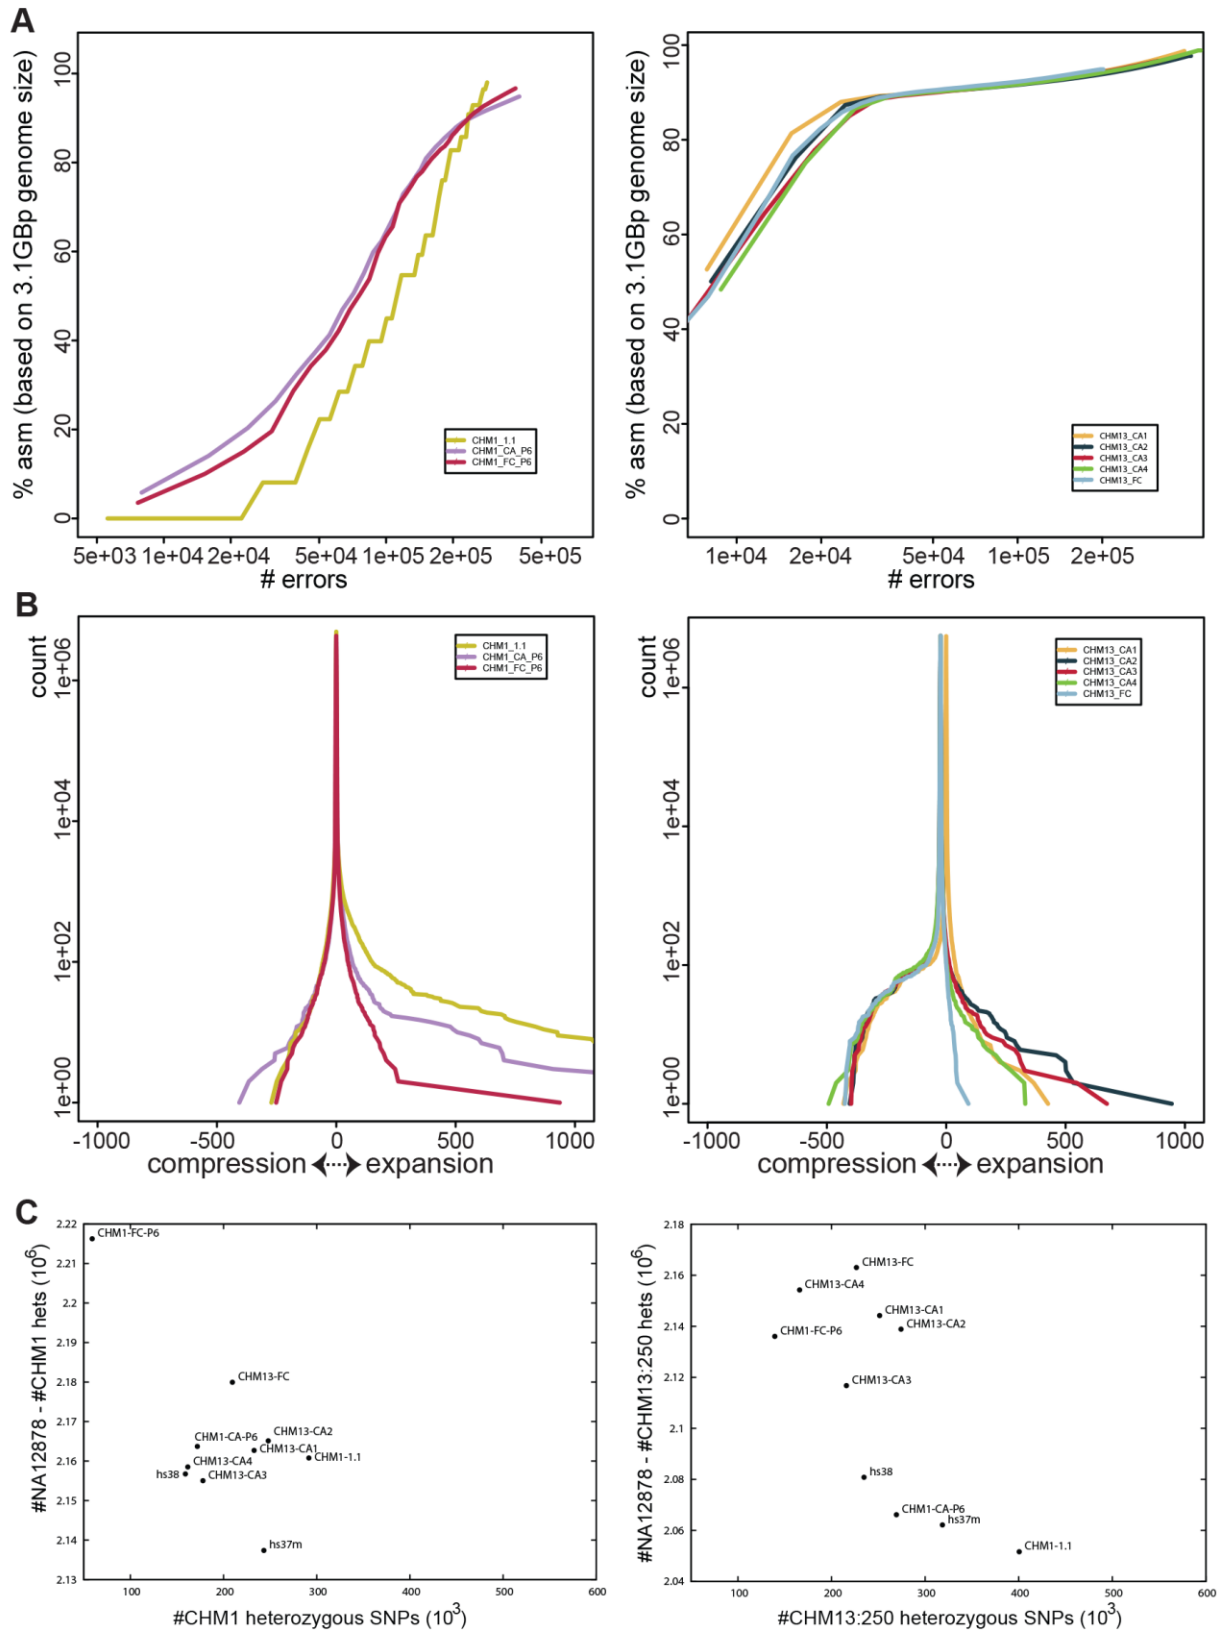 A
% asm (based on 3.1GBp genome size)
100
80
60
40
20
0
CHM1_1.1
CHM1_CA_P6
CHM1_FC_P6
5e+03 1e+04 2e+04 5e+04 1e+05 2e+05 5e+05
# errors
% asm (based on 3.1GBp genome size)
100
80
60
40
20
0
CHM13_CA1
CHM13_CA2
CHM13_CA3
CHM13_CA4
CHM13_FC
1e+04 2e+04 5e+04 1e+05 2e+05
# errors
B
count
1e+06
1e+04
1e+02
1e+00
CHM1_1.1
CHM1_CA_P6
CHM1_FC_P6
-1000 -500 0 500 1000
compression expansion
count
1e+06
1e+04
1e+02
1e+00
CHM13_CA1
CHM13_CA2
CHM13_CA3
CHM13_CA4
CHM13_FC
-1000 -500 0 500 1000
compression expansion
C
#NA12878 - #CHM1 hets (10^6)
2.22
2.21
2.2
2.19
2.18
2.17
2.16
2.15
2.14
2.13
CHM1-FC-P6
CHM13-FC
CHM13-CA2
CHM1-CA-P6
CHM13-CA1
CHM1-1.1
CHM13-CA4
hs38
CHM13-CA3
hs37m
100 200 300 400 500 600
#CHM1 heterozygous SNPs (10^3)
#NA12878 - #CHM13:250 hets (10^6)
2.18
2.16
2.14
2.12
2.1
2.08
2.06
2.04
CHM13-FC
CHM13-CA4
CHM13-CA1
CHM13-CA2
CHM1-FC-P6
CHM13-CA3
hs38
CHM1-CA-P6
hs37m
CHM1-1.1
100 200 300 400 500 600
#CHM13:250 heterozygous SNPs (10^3)